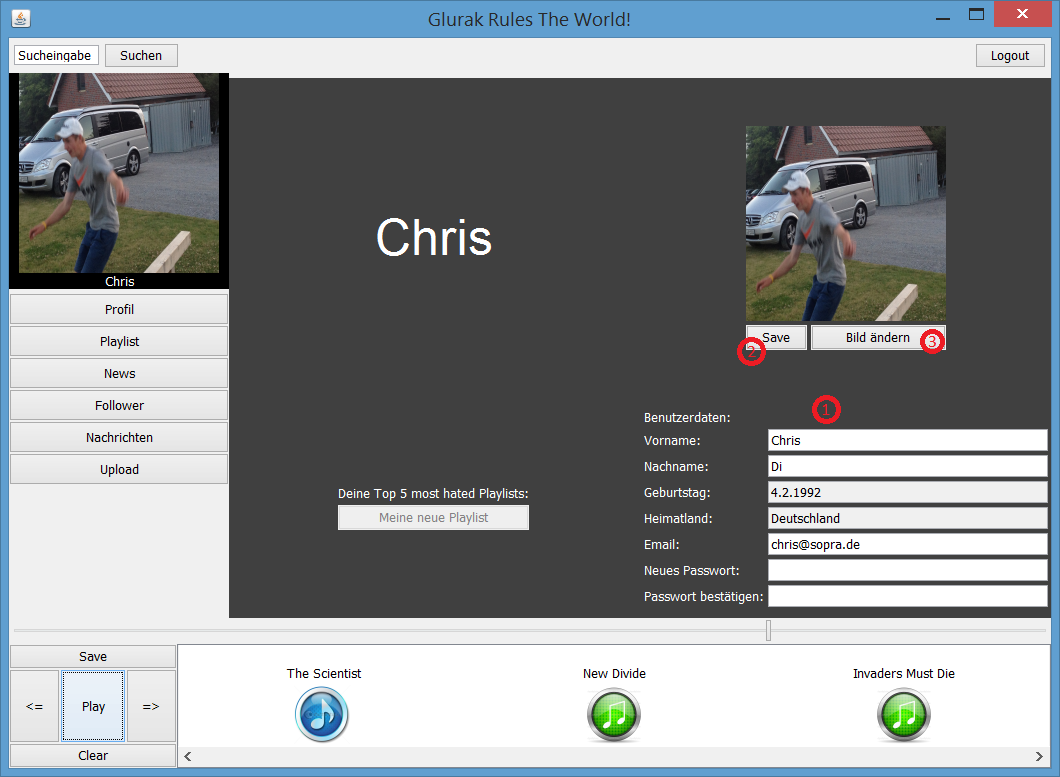 Glurak Rules The World!
Sucheingabe Suchen Logout
Chris
Profil
Playlist
News
Follower
Nachrichten
Upload
Chris
Save Bild ändern
2 3
1
Benutzerdaten:
Vorname: Chris
Nachname: Di
Geburtstag: 4.2.1992
Heimatland: Deutschland
Email: chris@sopra.de
Neues Passwort:
Passwort bestätigen:
Deine Top 5 most hated Playlists:
Meine neue Playlist
Save
<= Play =>
Clear
The Scientist New Divide Invaders Must Die